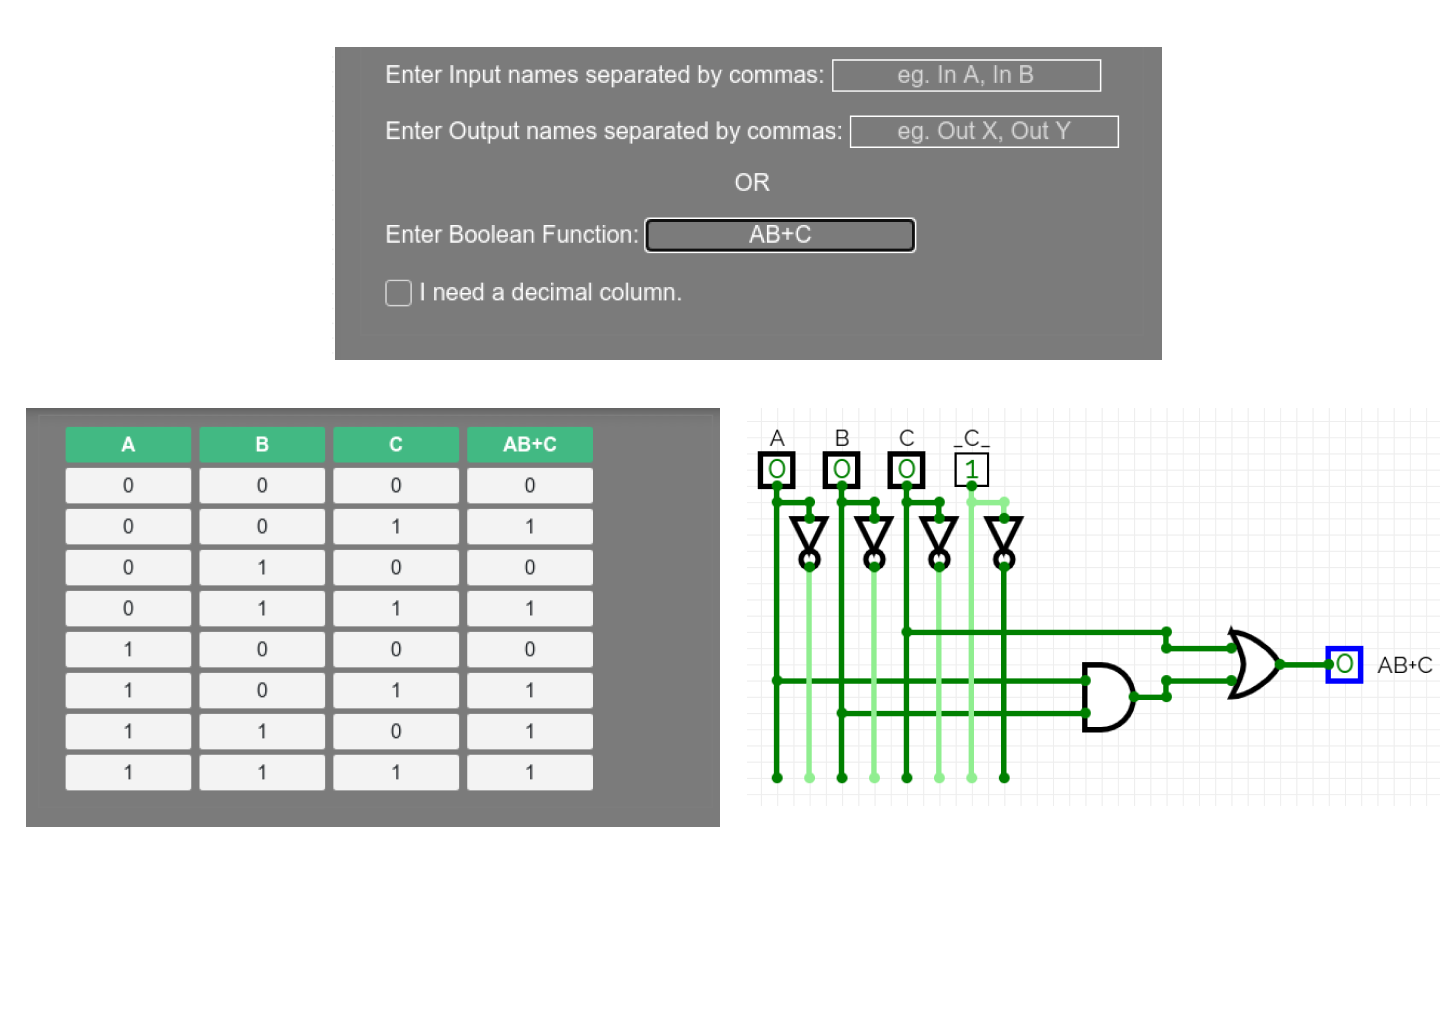 Enter Input names separated by commas: eg. In A, In B
Enter Output names separated by commas: eg. Out X, Out Y
OR
Enter Boolean Function: AB+C
I need a decimal column.
A B C AB+C
0 0 0 0
0 0 1 1
0 1 0 0
0 1 1 1
1 0 0 0
1 0 1 1
1 1 0 1
1 1 1 1
A B C _C_
0 0 0 1
0 AB+C